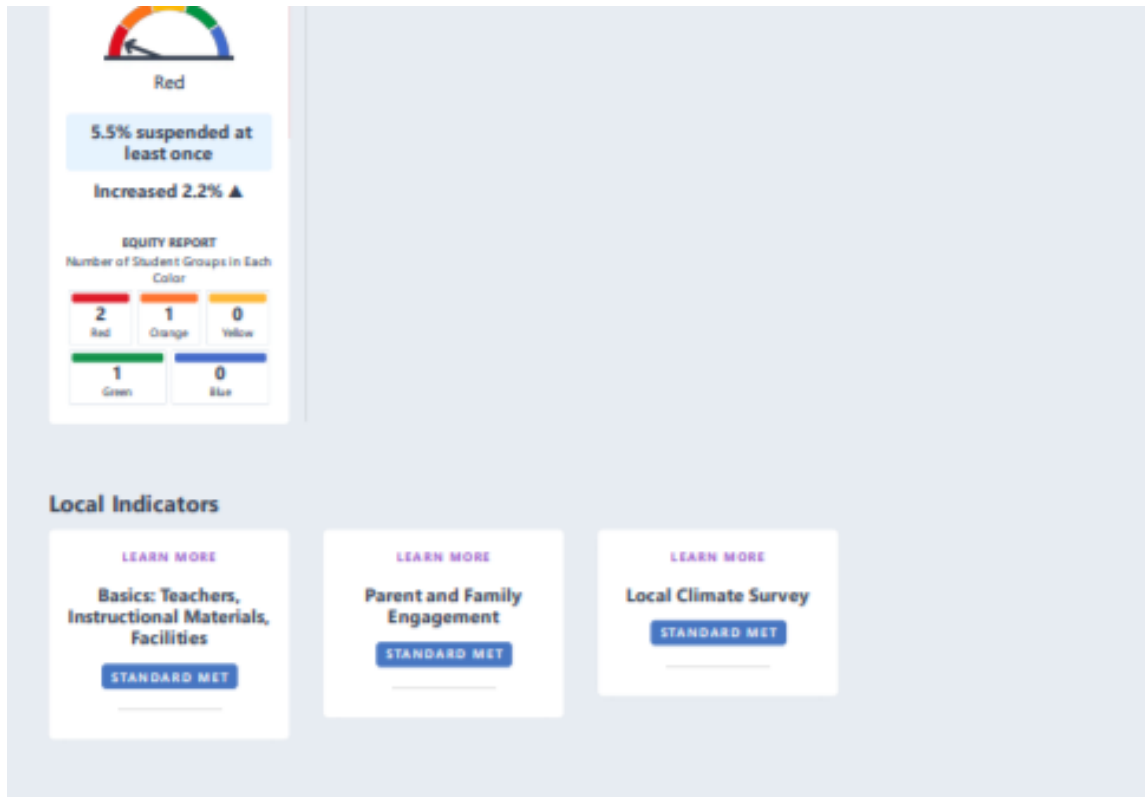 Red
5.5% suspended at
least once
Increased 2.2% ▲
EQUITY REPORT
Number of Student Groups in Each
Color
2 1 0
Red Orange Yellow
1 0
Green Blue
Local Indicators
LEARN MORE
Basics: Teachers,
Instructional Materials,
Facilities
STANDARD MET
LEARN MORE
Parent and Family
Engagement
STANDARD MET
LEARN MORE
Local Climate Survey
STANDARD MET